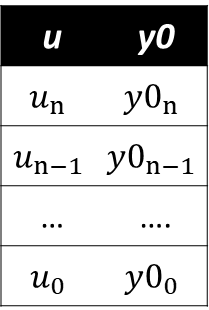 u y0
uₙ y0ₙ
uₙ₋₁ y0ₙ₋₁
... ....
u₀ y0₀